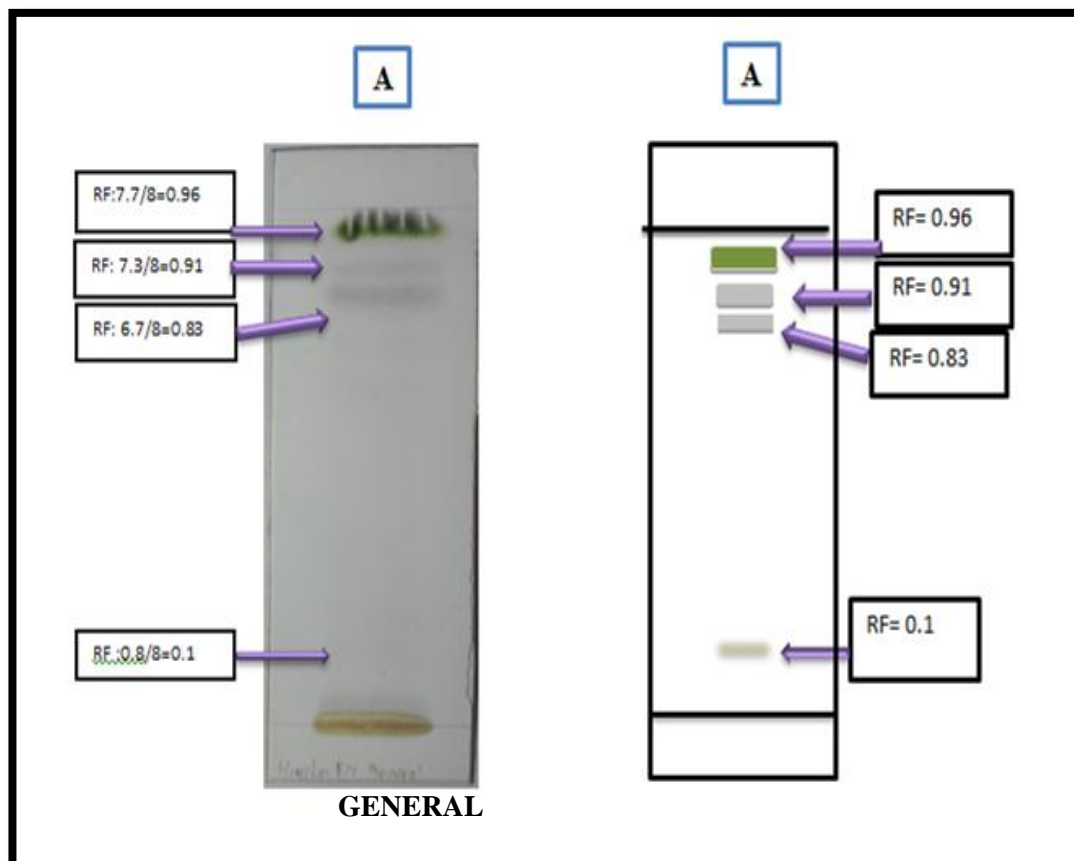 A
A
RF:7.7/8=0.96
RF: 7.3/8=0.91
RF: 6.7/8=0.83
RF :0.8/8=0.1
RF= 0.96
RF= 0.91
RF= 0.83
RF= 0.1
GENERAL